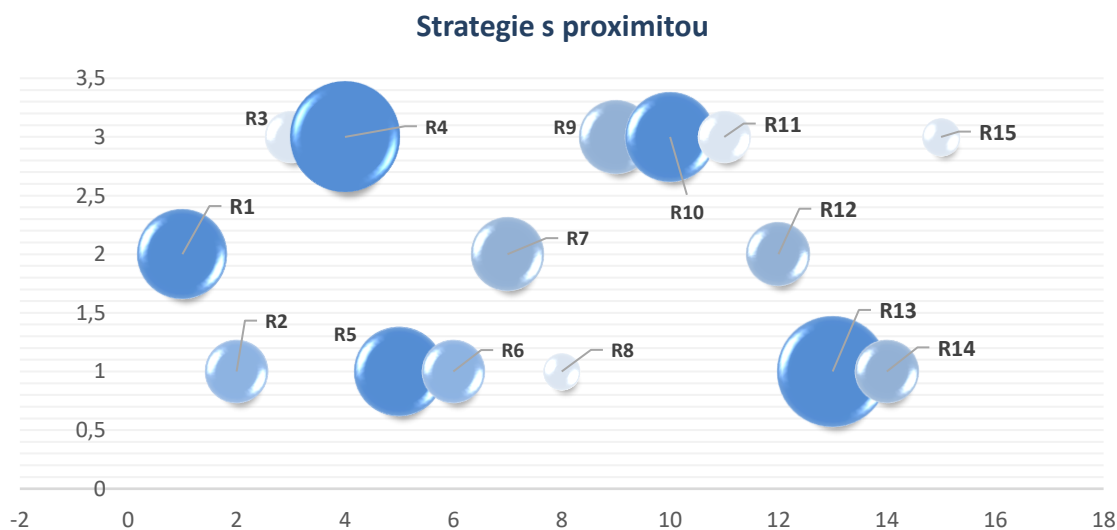 Strategie s proximitou
3,5
3
2,5
2
1,5
1
0,5
0
R3
R4
R9
R10
R11
R15
R1
R7
R12
R2
R5
R6
R8
R13
R14
-2 0 2 4 6 8 10 12 14 16 18